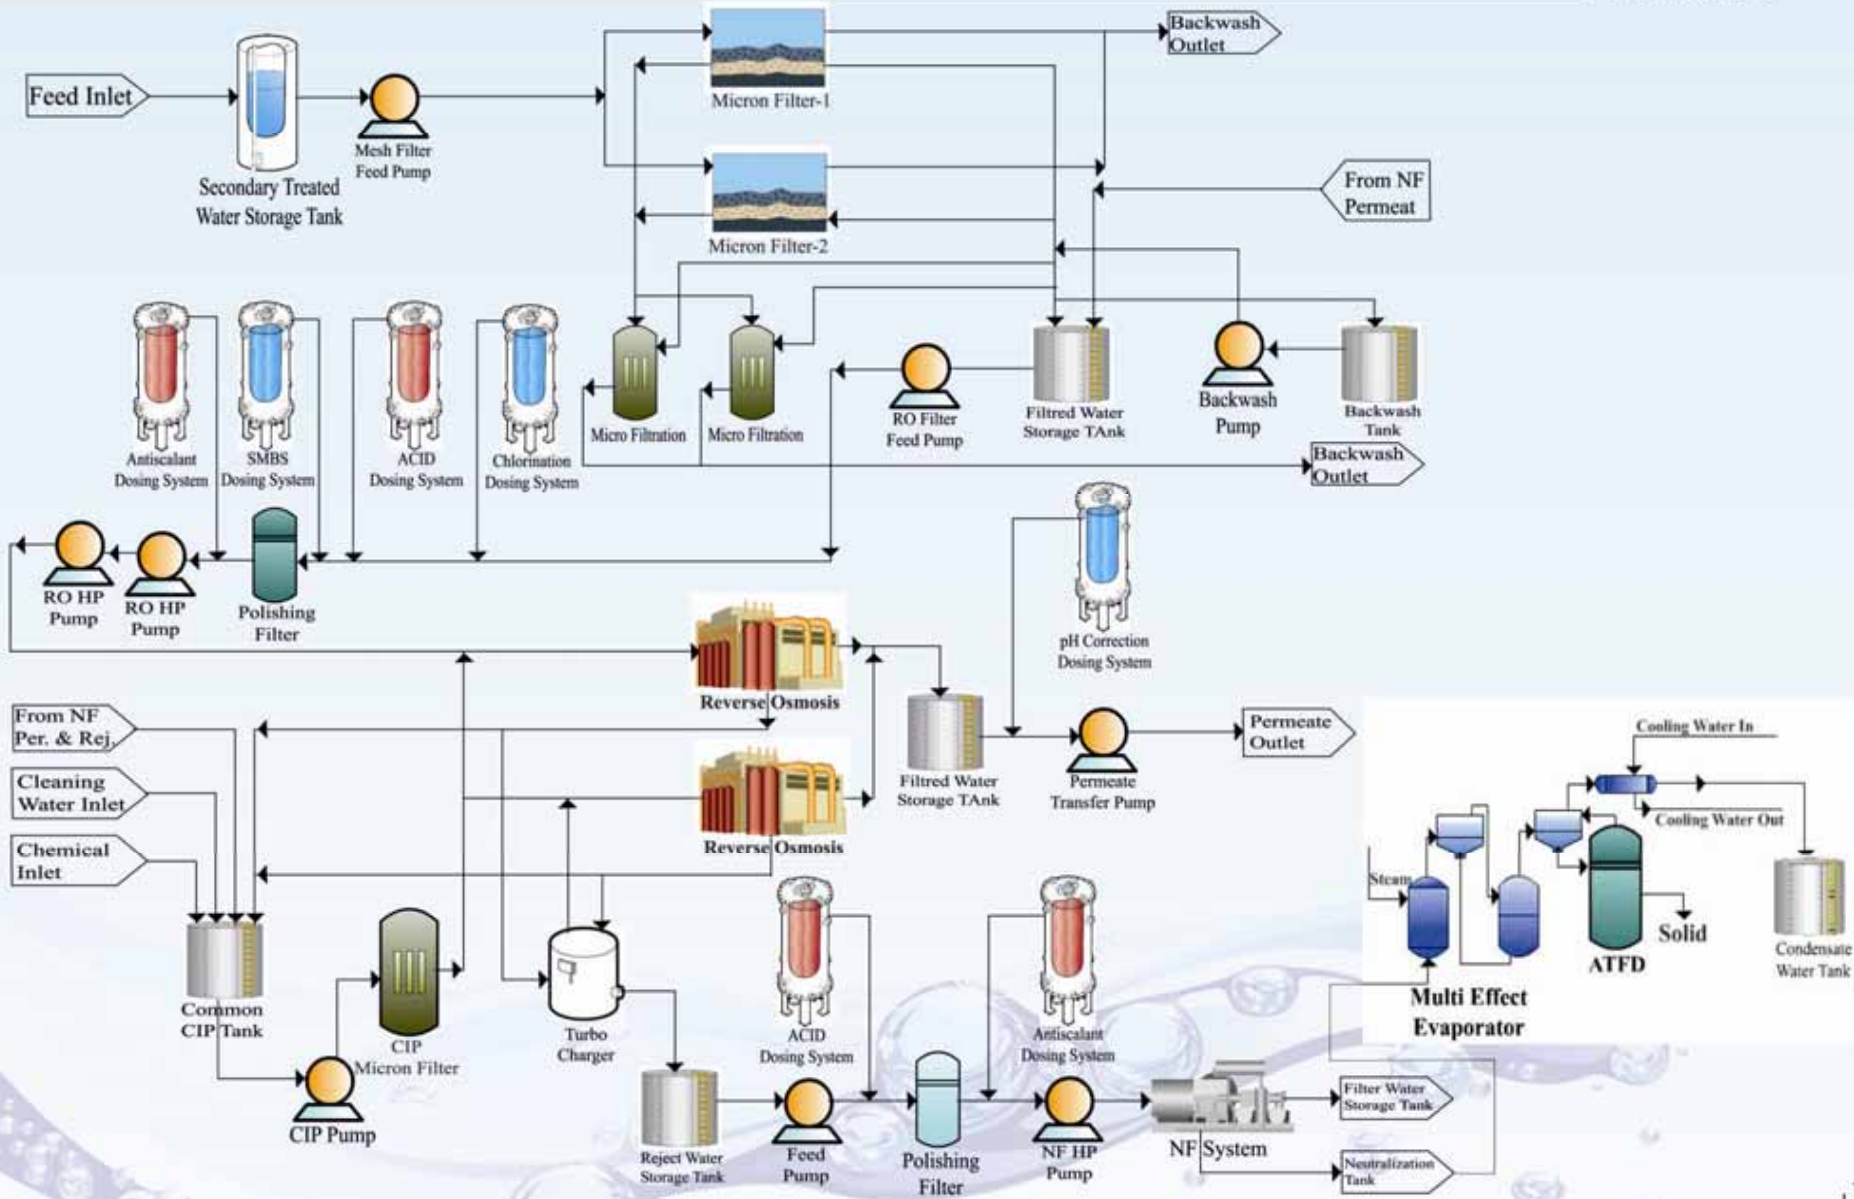 Backwash
Outlet
Feed Inlet
Micron Filter-1
Mesh Filter
Feed Pump
Secondary Treated
Water Storage Tank
From NF
Permeat
Micron Filter-2
Antiscalant
Dosing System
SMBS
Dosing System
ACID
Dosing System
Chlorination
Dosing System
Micro Filtration
Micro Filtration
RO Filter
Feed Pump
Filtred Water
Storage TAnk
Backwash
Pump
Backwash
Tank
Backwash
Outlet
RO HP
Pump
RO HP
Pump
Polishing
Filter
pH Correction
Dosing System
Reverse Osmosis
From NF
Per. & Rej.
Cleaning
Water Inlet
Chemical
Inlet
Filtred Water
Storage TAnk
Permeate
Transfer Pump
Permeate
Outlet
Reverse Osmosis
Cooling Water In
Cooling Water Out
Steam
Solid
ATFD
Condensate
Water Tank
Multi Effect
Evaporator
Common
CIP Tank
CIP
Micron Filter
CIP Pump
Turbo
Charger
ACID
Dosing System
Antiscalant
Dosing System
Reject Water
Storage Tank
Feed
Pump
Polishing
Filter
NF HP
Pump
NF System
Filter Water
Storage Tank
Neutralization
Tank